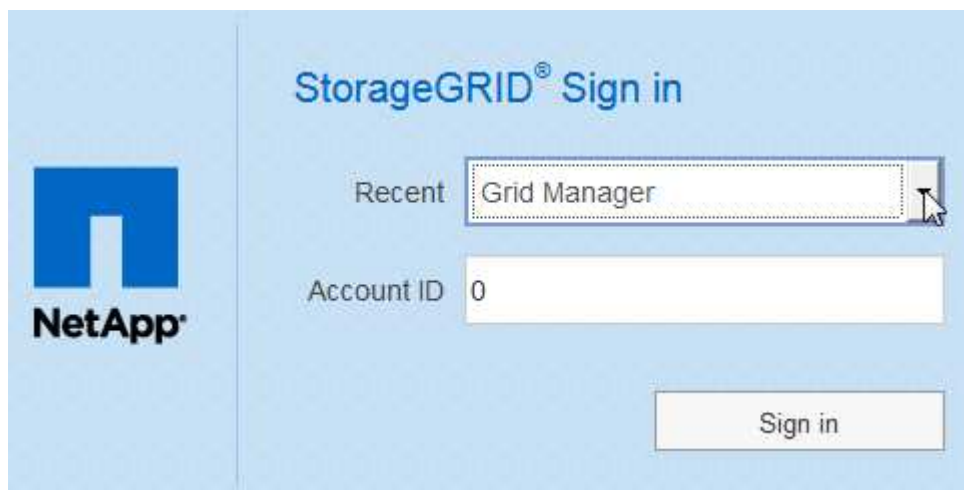 StorageGRID® Sign in
Recent Grid Manager
Account ID 0
NetApp®
Sign in